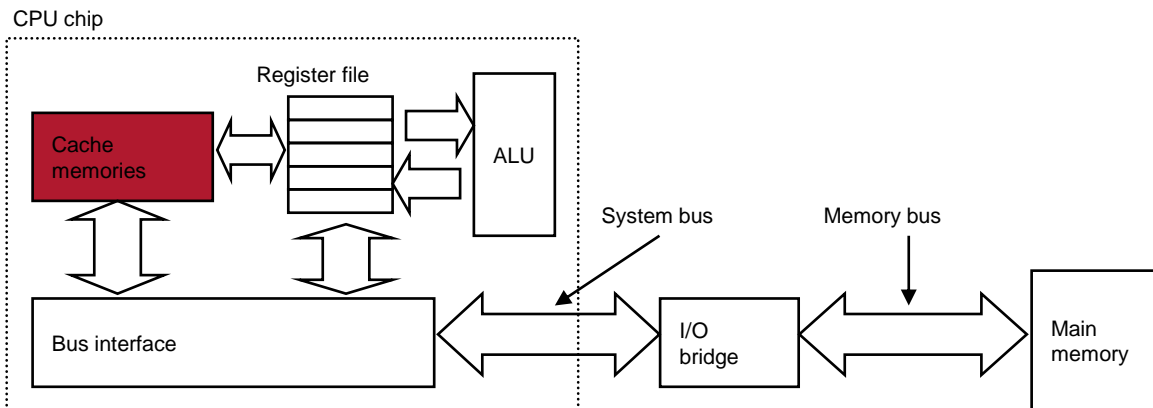 CPU chip
Register file
Cache
memories
ALU
System bus
Memory bus
Bus interface
I/O
bridge
Main
memory